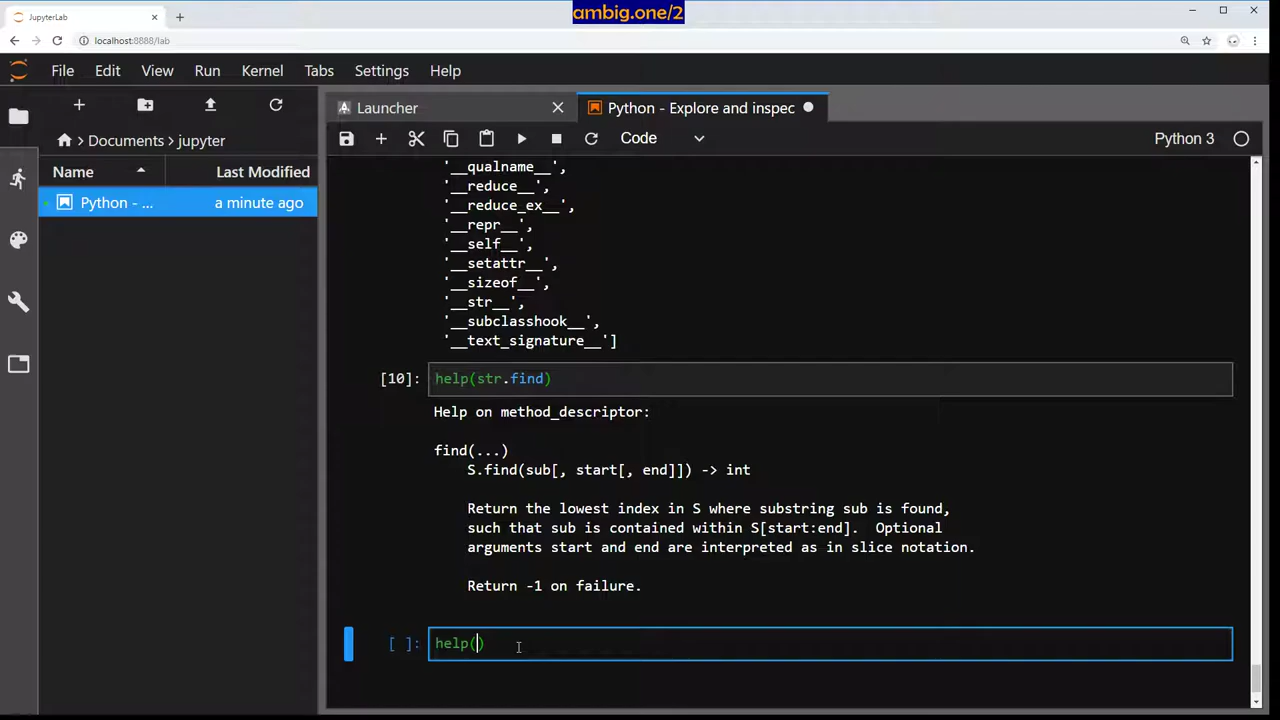 JupyterLab
ambig.one/2
localhost:8888/lab
File Edit View Run Kernel Tabs Settings Help
Launcher
Python - Explore and inspec
Documents jupyter
Code
Python 3
Name Last Modified
Python - ... a minute ago
'__qualname__',
'__reduce__',
'__reduce_ex__',
'__repr__',
'__self__',
'__setattr__',
'__sizeof__',
'__str__',
'__subclasshook__',
'__text_signature__']
[10]: help(str.find)
Help on method_descriptor:
find(...)
S.find(sub[, start[, end]]) -> int
Return the lowest index in S where substring sub is found,
such that sub is contained within S[start:end].  Optional
arguments start and end are interpreted as in slice notation.
Return -1 on failure.
[ ]: help()